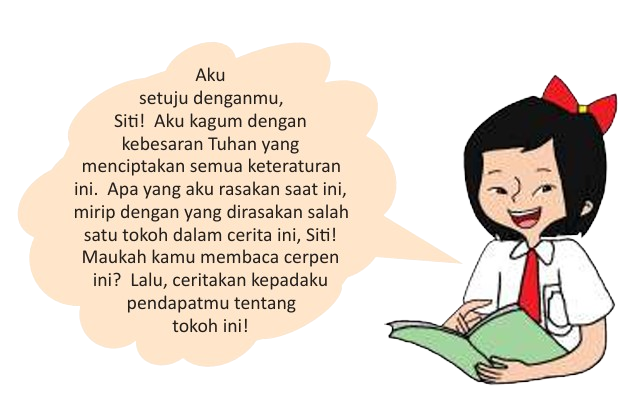 Aku
setuju denganmu,
Siti! Aku kagum dengan
kebesaran Tuhan yang
menciptakan semua keteraturan
ini. Apa yang aku rasakan saat ini,
mirip dengan yang dirasakan salah
satu tokoh dalam cerita ini, Siti!
Maukah kamu membaca cerpen
ini? Lalu, ceritakan kepadaku
pendapatmu tentang
tokoh ini!